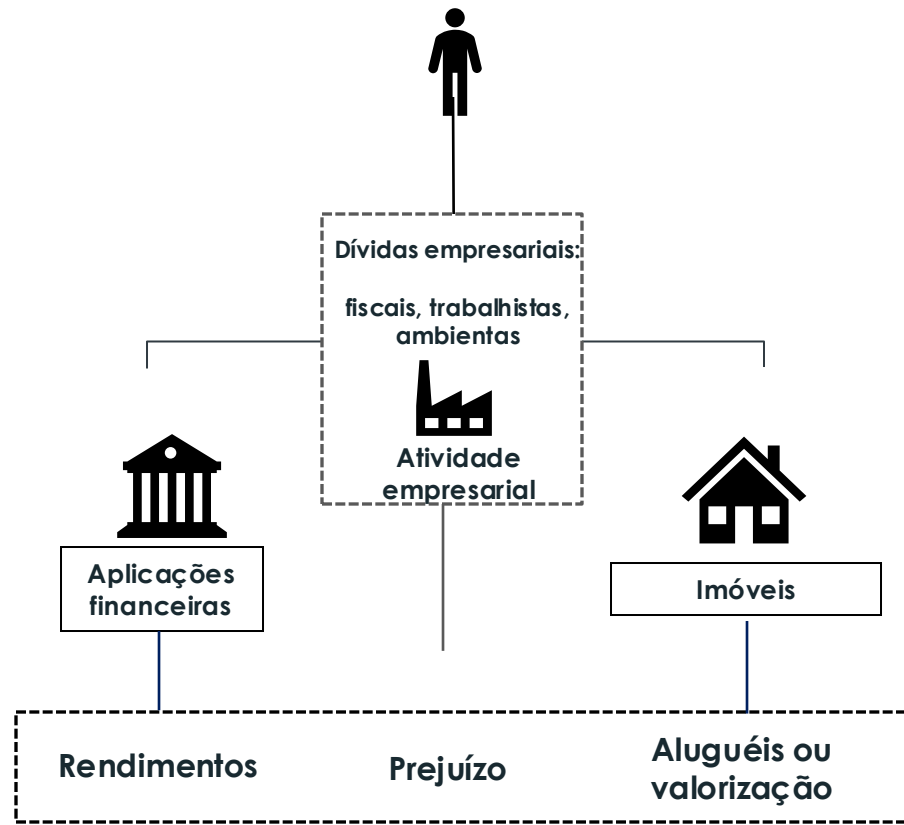 Dívidas empresariais:
fiscais, trabalhistas,
ambientas
Atividade
empresarial
Aplicações
financeiras
Imóveis
Rendimentos
Prejuízo
Aluguéis ou
valorização